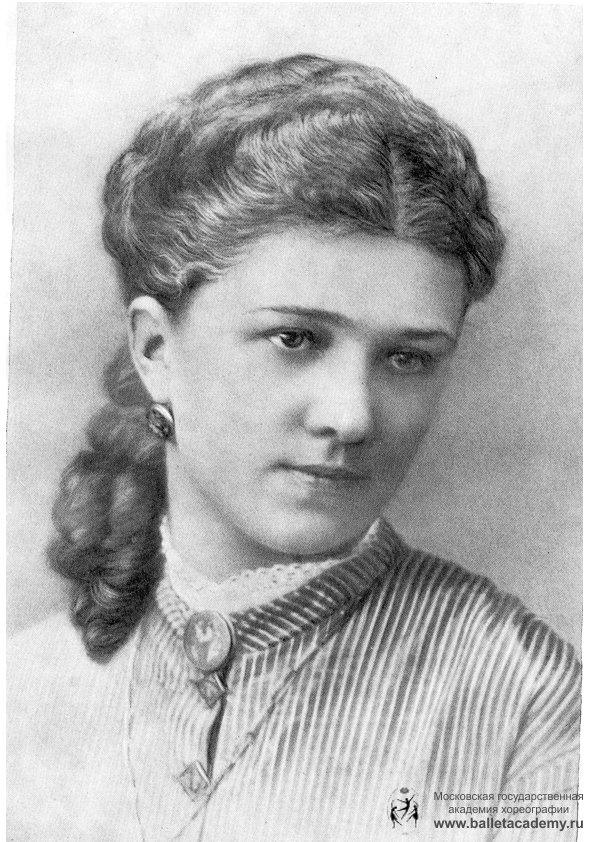 Московская государственная
академия хореографии
www.balletacademy.ru